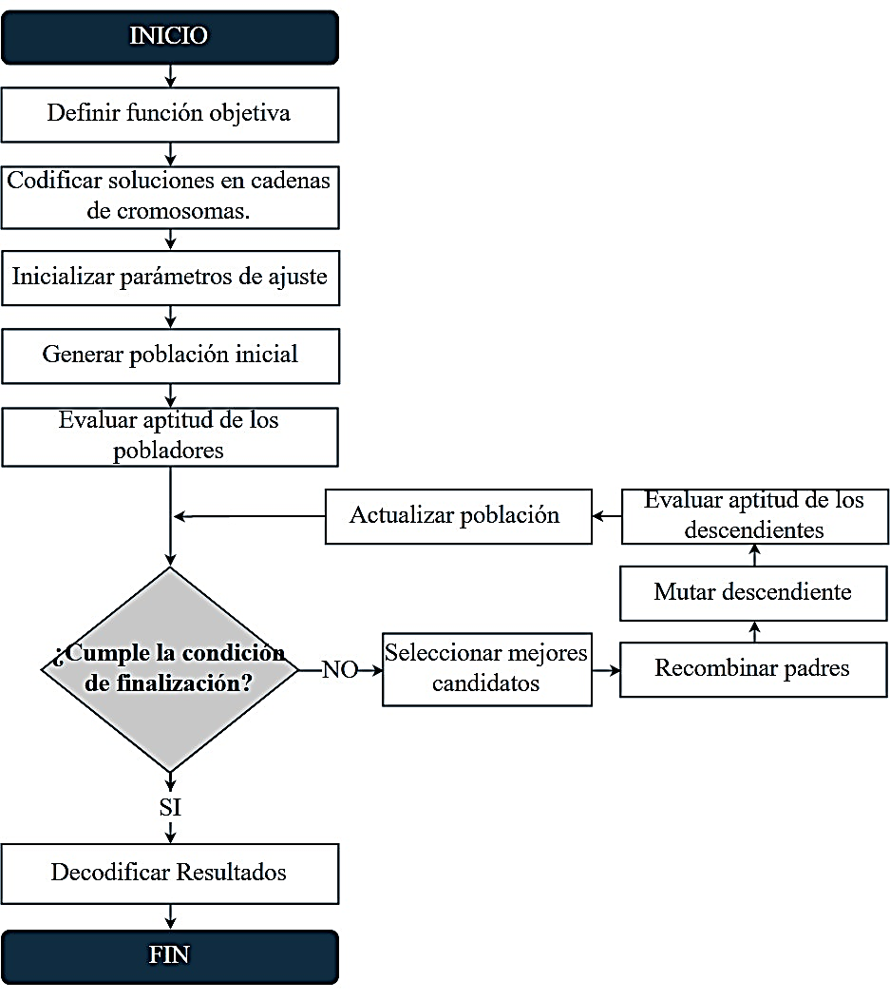 INICIO
Definir función objetiva
Codificar soluciones en cadenas
de cromosomas.
Inicializar parámetros de ajuste
Generar población inicial
Evaluar aptitud de los
pobladores
Actualizar población
Evaluar aptitud de los
descendientes
Mutar descendiente
¿Cumple la condición
de finalización?
NO
Seleccionar mejores
candidatos
Recombinar padres
SI
Decodificar Resultados
FIN